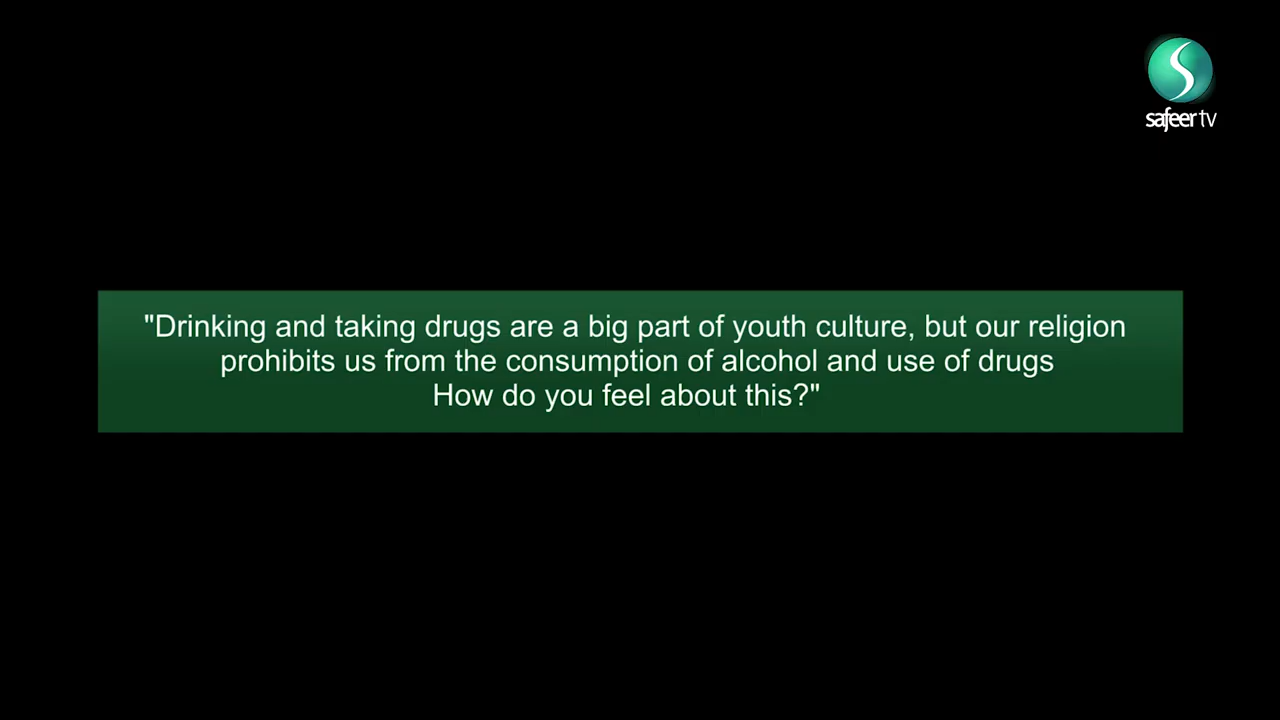 safeer tv
"Drinking and taking drugs are a big part of youth culture, but our religion
prohibits us from the consumption of alcohol and use of drugs
How do you feel about this?"